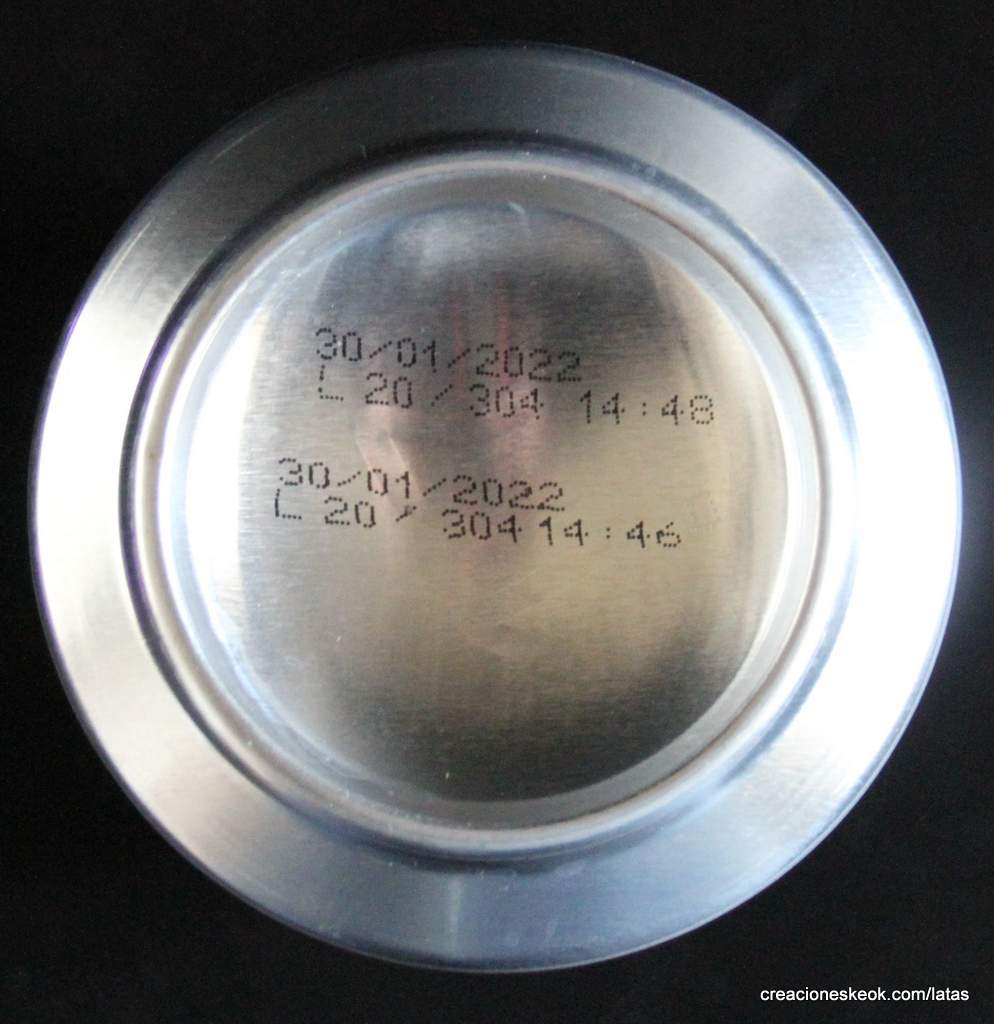 30/01/2022
L 20 / 304 14:48
30/01/2022
L 20 / 304 14:46
creacioneskeok.com/latas